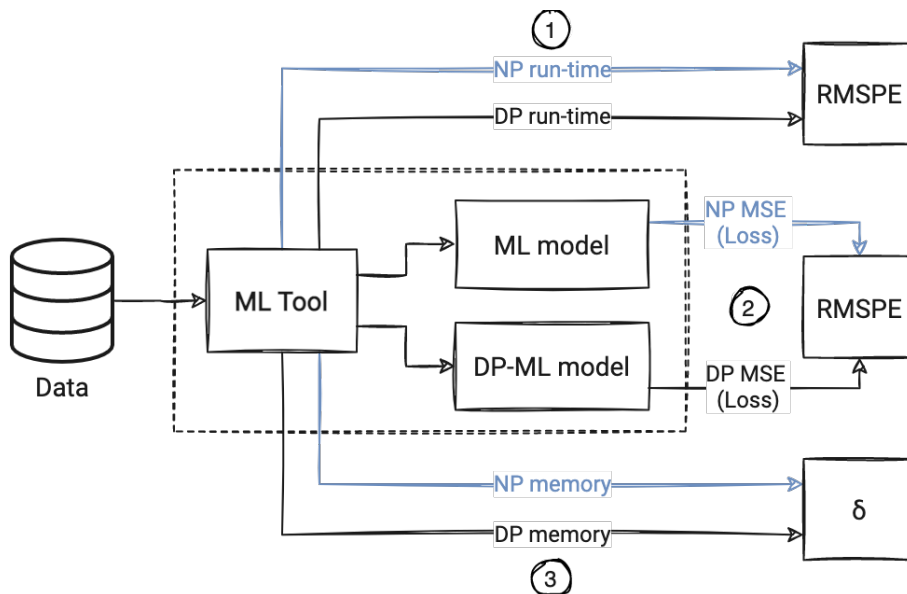 1
NP run-time
DP run-time
RMSPE
ML model
NP MSE
(Loss)
ML Tool
2
RMSPE
Data
DP-ML model
DP MSE
(Loss)
NP memory
δ
DP memory
3